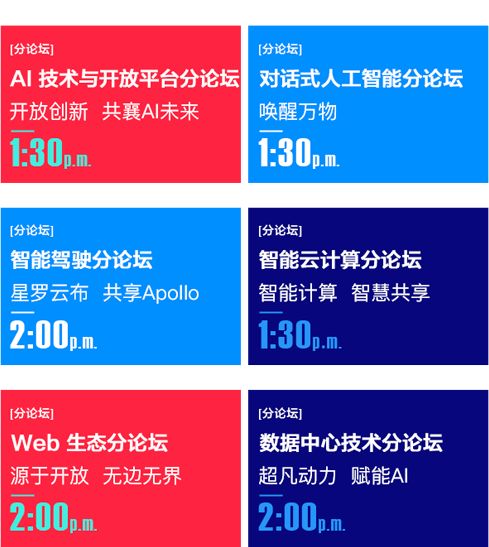 [分论坛]
AI 技术与开放平台分论坛
开放创新 共襄AI未来
1:30p.m.
[分论坛]
对话式人工智能分论坛
唤醒万物
1:30p.m.
[分论坛]
智能驾驶分论坛
星罗云布 共享Apollo
2:00p.m.
[分论坛]
智能云计算分论坛
智能计算 智慧共享
1:30p.m.
[分论坛]
Web 生态分论坛
源于开放 无边无界
2:00p.m.
[分论坛]
数据中心技术分论坛
超凡动力 赋能AI
2:00p.m.